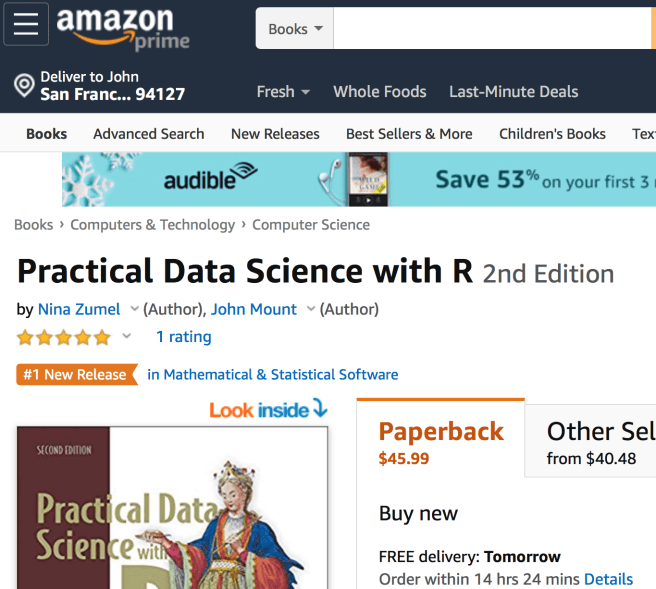 amazon
prime
Books
Deliver to John
San Franc... 94127
Fresh Whole Foods Last-Minute Deals
Books Advanced Search New Releases Best Sellers & More Children's Books Tex
audible Save 53% on your first 3
Books › Computers & Technology › Computer Science
Practical Data Science with R 2nd Edition
by Nina Zumel (Author), John Mount (Author)
1 rating
#1 New Release in Mathematical & Statistical Software
Look inside
Paperback
$45.99
Other Sel
from $40.48
SECOND EDITION
Practical Data
Science with
R
Buy new
FREE delivery: Tomorrow
Order within 14 hrs 24 mins Details